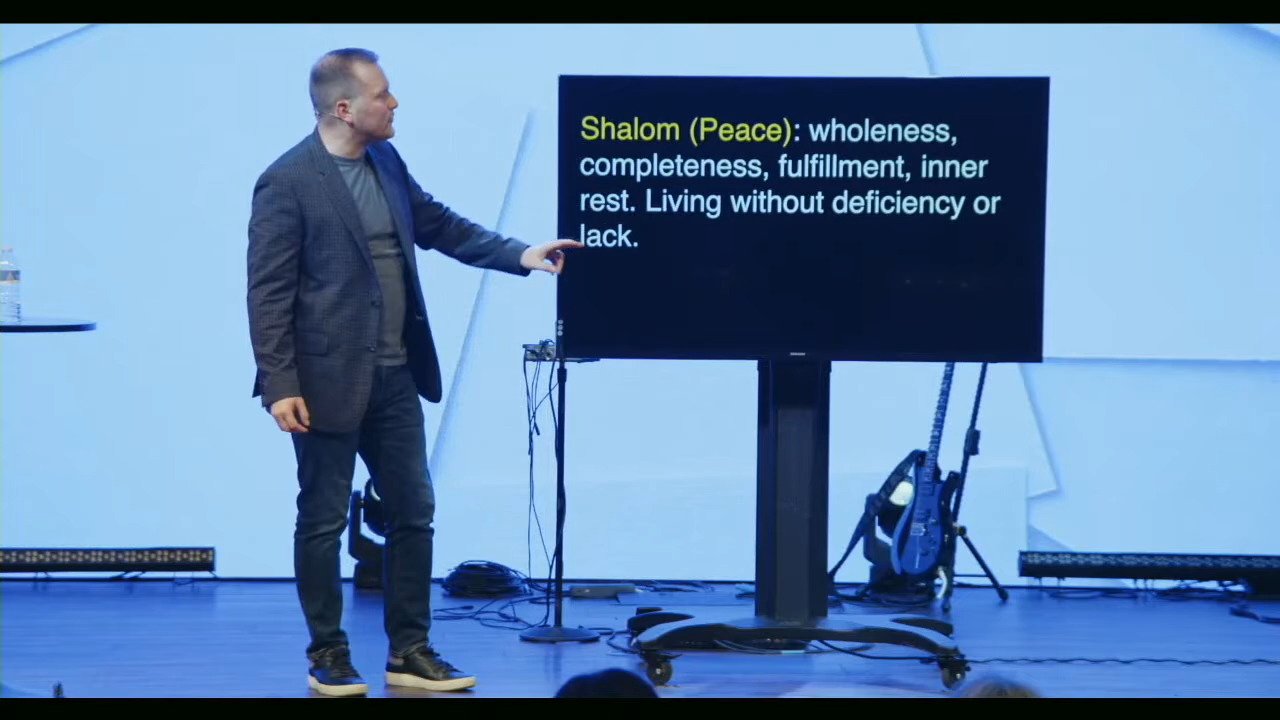 Shalom (Peace): wholeness,
completeness, fulfillment, inner
rest. Living without deficiency or
lack.